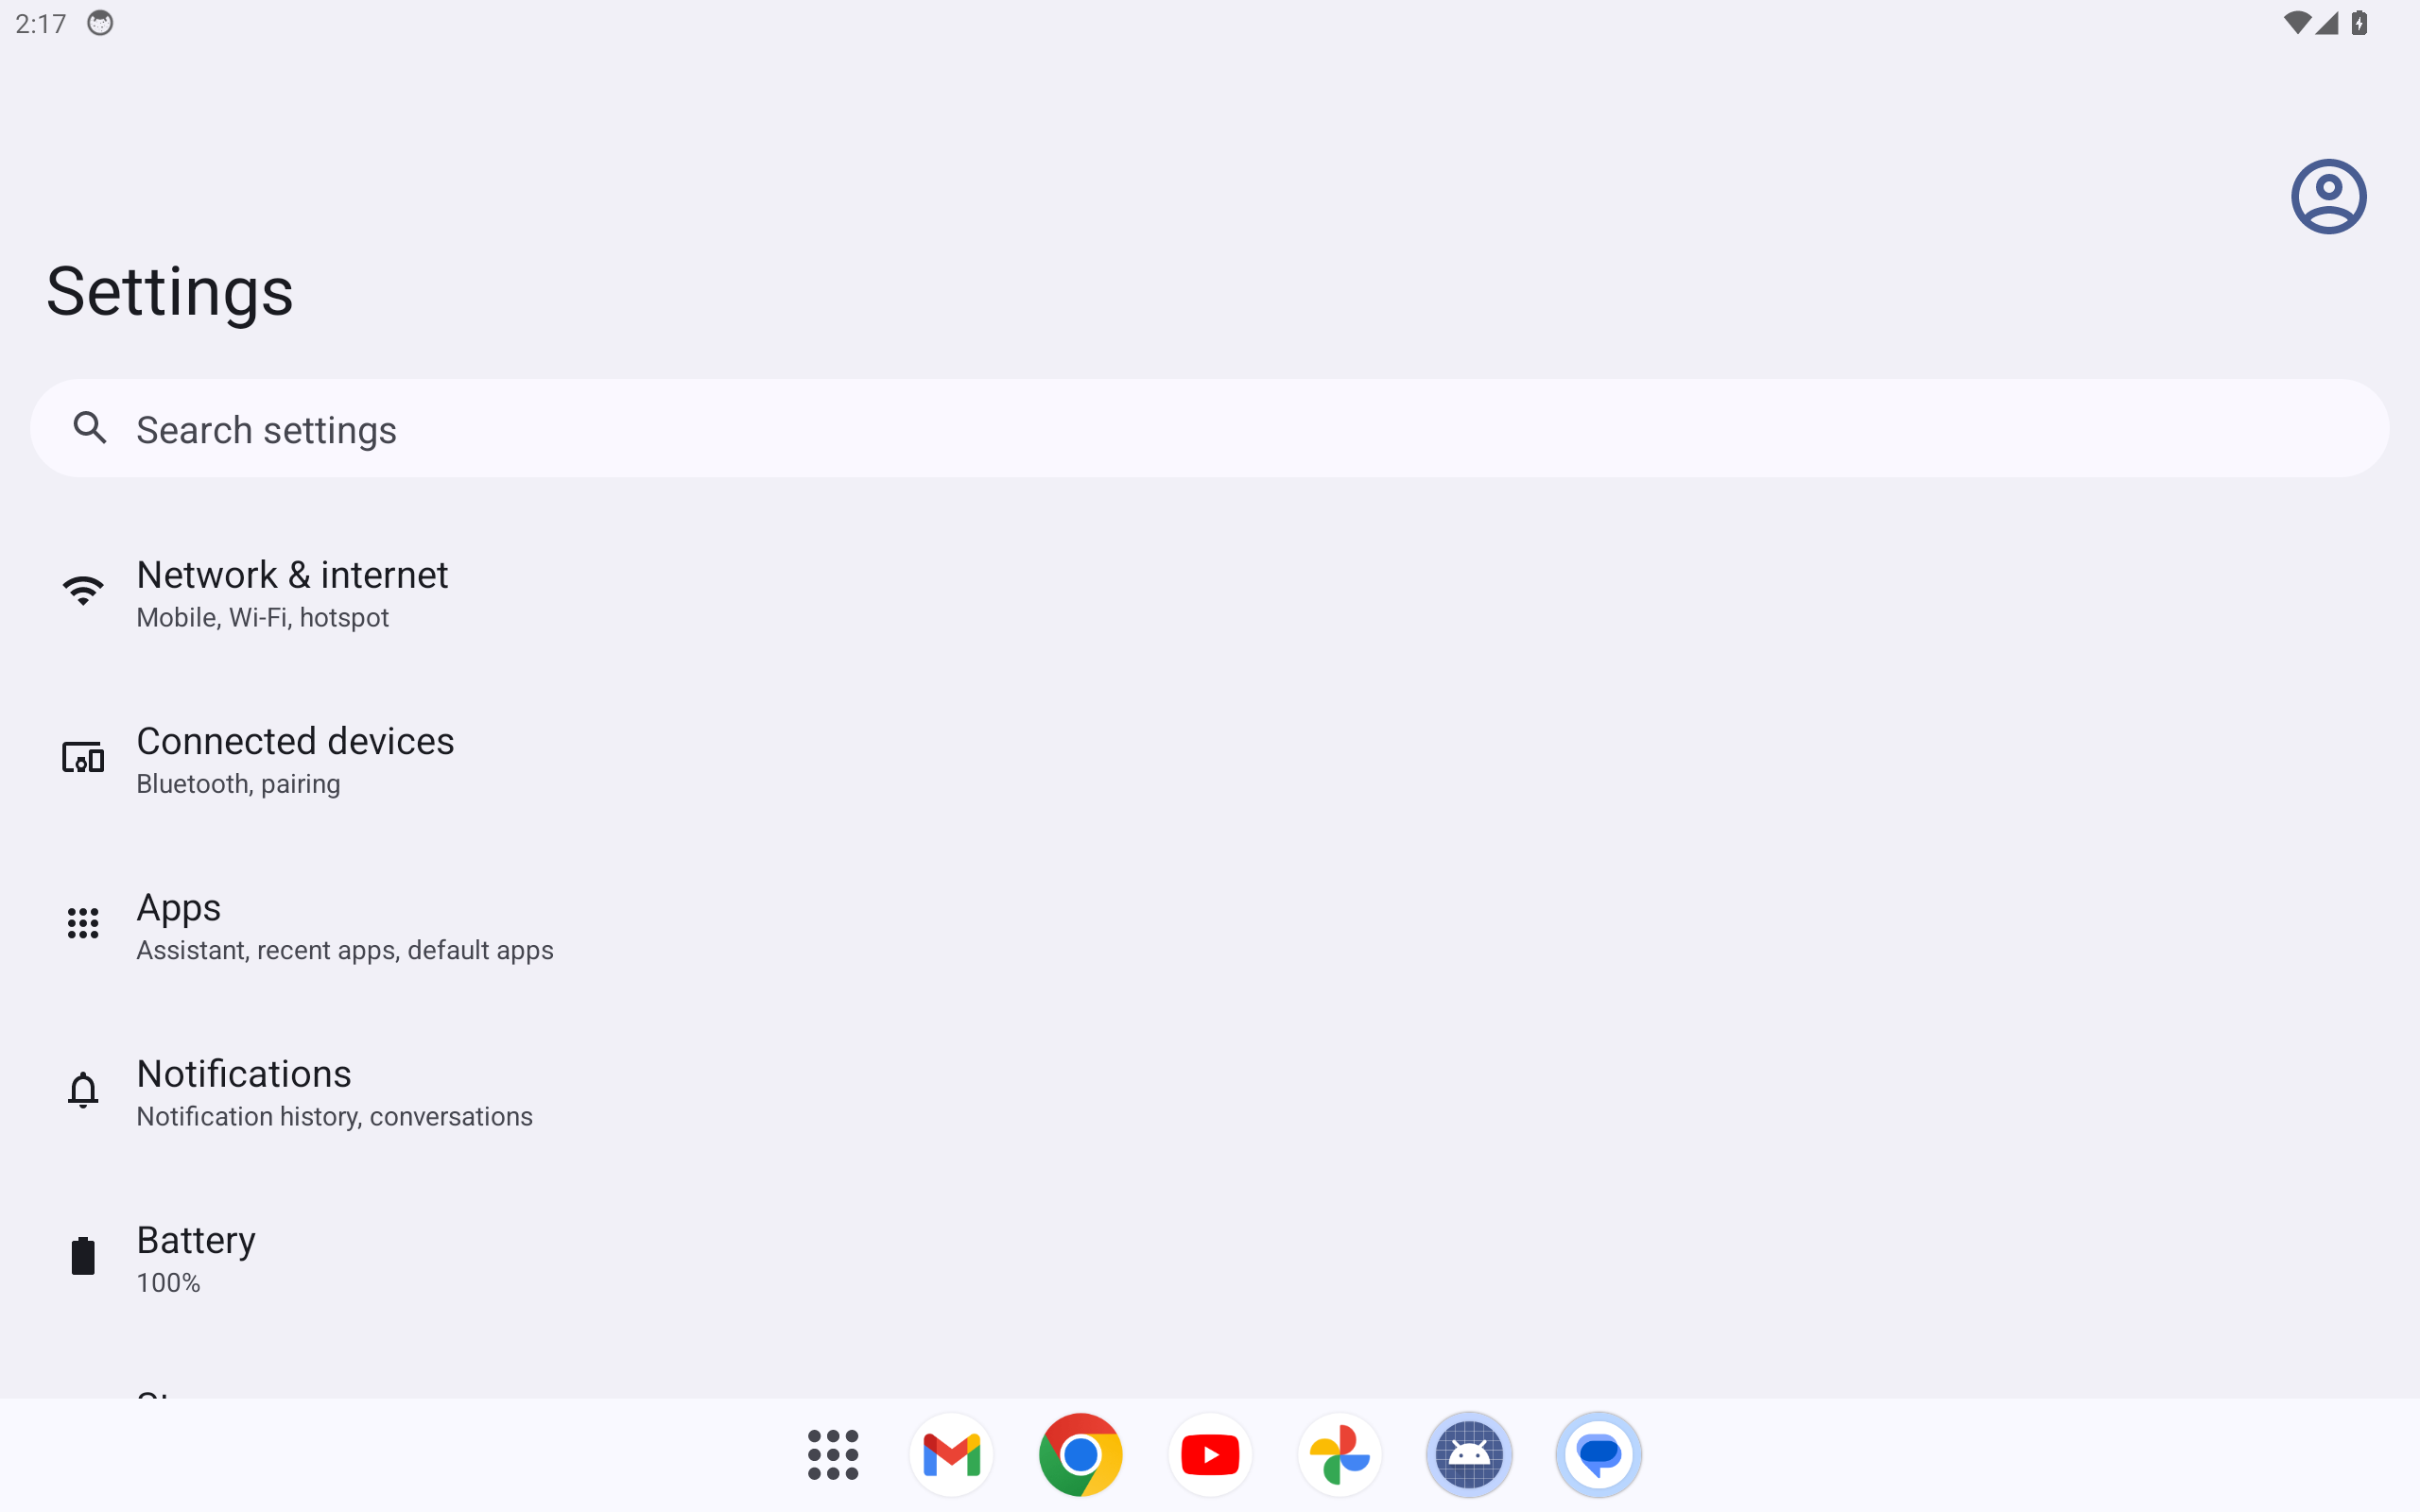 2:17
Settings
Search settings
Network & internet
Mobile, Wi-Fi, hotspot
Connected devices
Bluetooth, pairing
Apps
Assistant, recent apps, default apps
Notifications
Notification history, conversations
Battery
100%